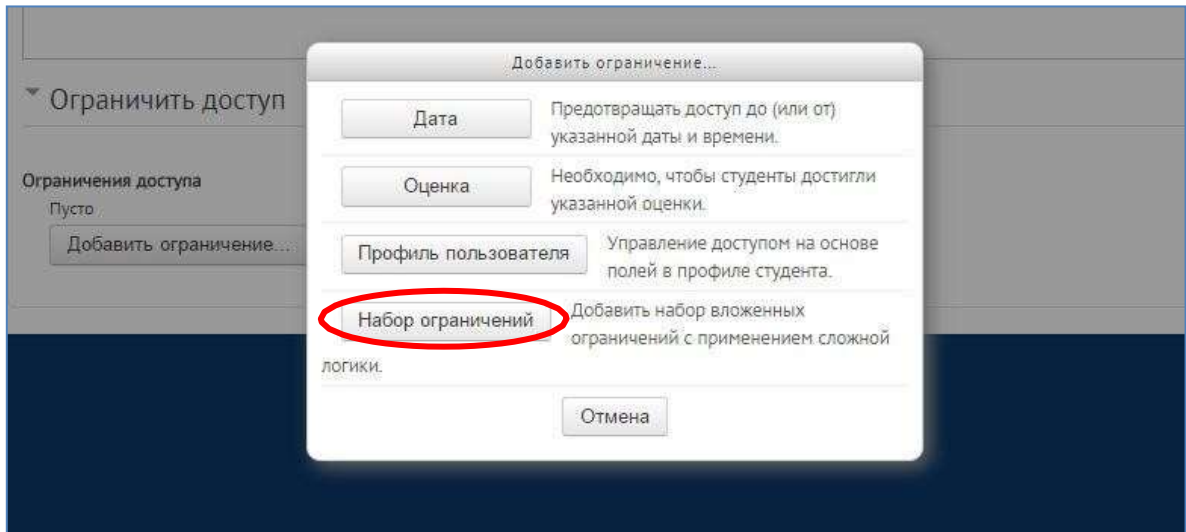 Добавить ограничение...
Ограничить доступ
Дата
Предотвращать доступ до (или от)
указанной даты и времени.
Ограничения доступа
Пусто
Добавить ограничение...
Оценка
Необходимо, чтобы студенты достигли
указанной оценки.
Профиль пользователя
Управление доступом на основе
полей в профиле студента.
Набор ограничений
Добавить набор вложенных
ограничений с применением сложной
логики.
Отмена